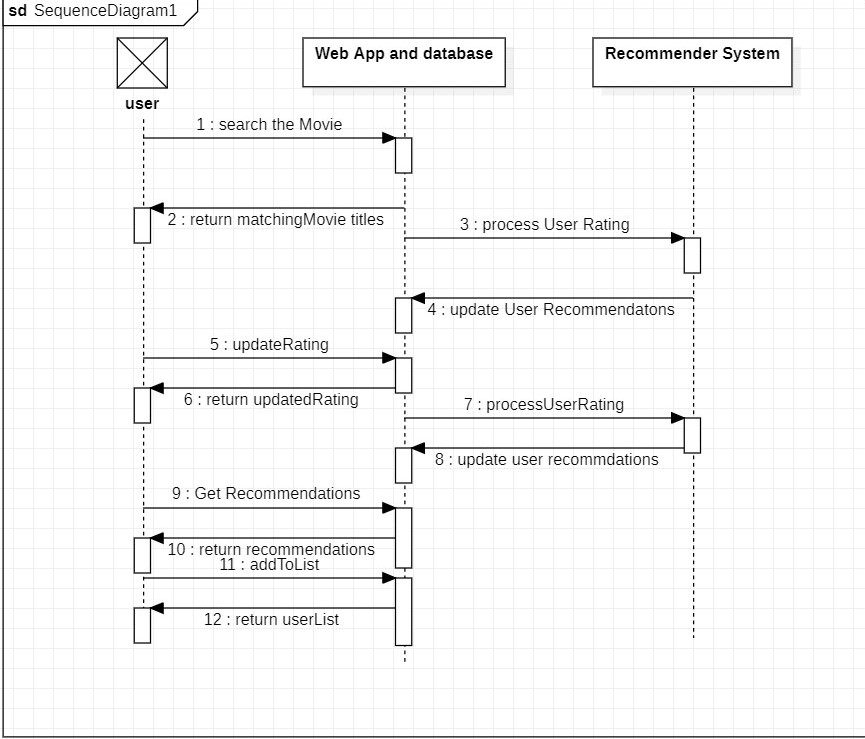 sd SequenceDiagram1
Web App and database
Recommender System
user
1 : search the Movie
2 : return matchingMovie titles
3 : process User Rating
4 : update User Recommendatons
5 : updateRating
6 : return updatedRating
7 : processUserRating
8 : update user recommdations
9 : Get Recommendations
10 : return recommendations
11 : addToList
12 : return userList